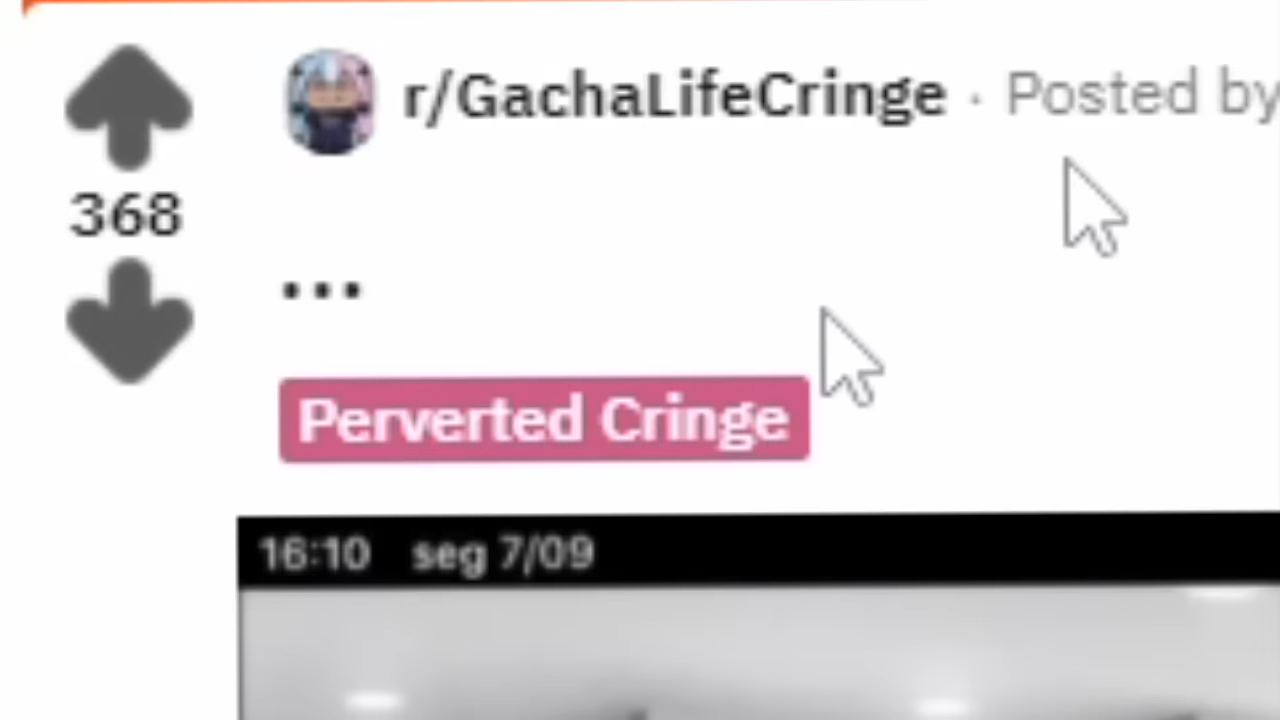 r/GachaLifeCringe · Posted by
368
...
Perverted Cringe
16:10 seg 7/09